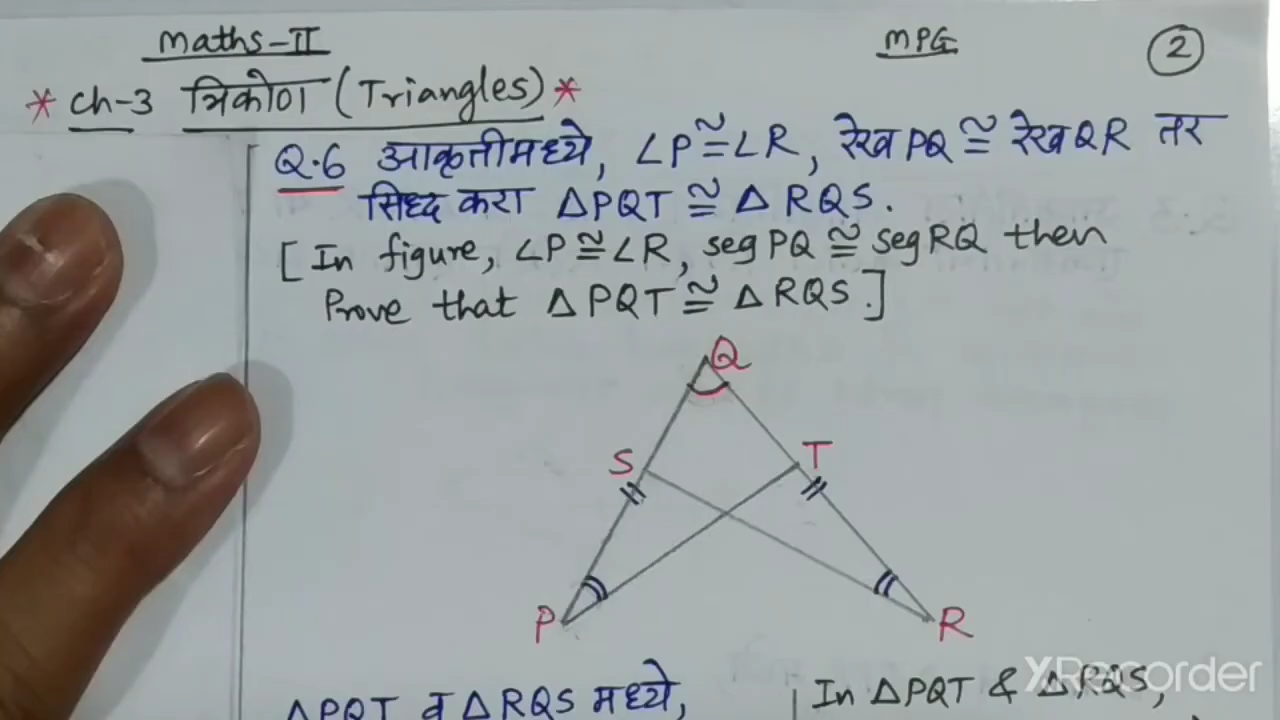 Maths-II
MPG
2
* Ch-3 त्रिकोण (Triangles) *
Q.6 आकृतीमध्ये, ∠P≅∠R, रेख PQ ≅ रेख QR तर
सिध्द करा △PQT ≅ △RQS.
[In figure, ∠P≅∠R, seg PQ ≅ seg RQ then
Prove that △PQT ≅ △RQS.]
Q
S
T
P
R
△PQT व △RQS मध्ये,
In △PQT & △RQS,
XRecorder